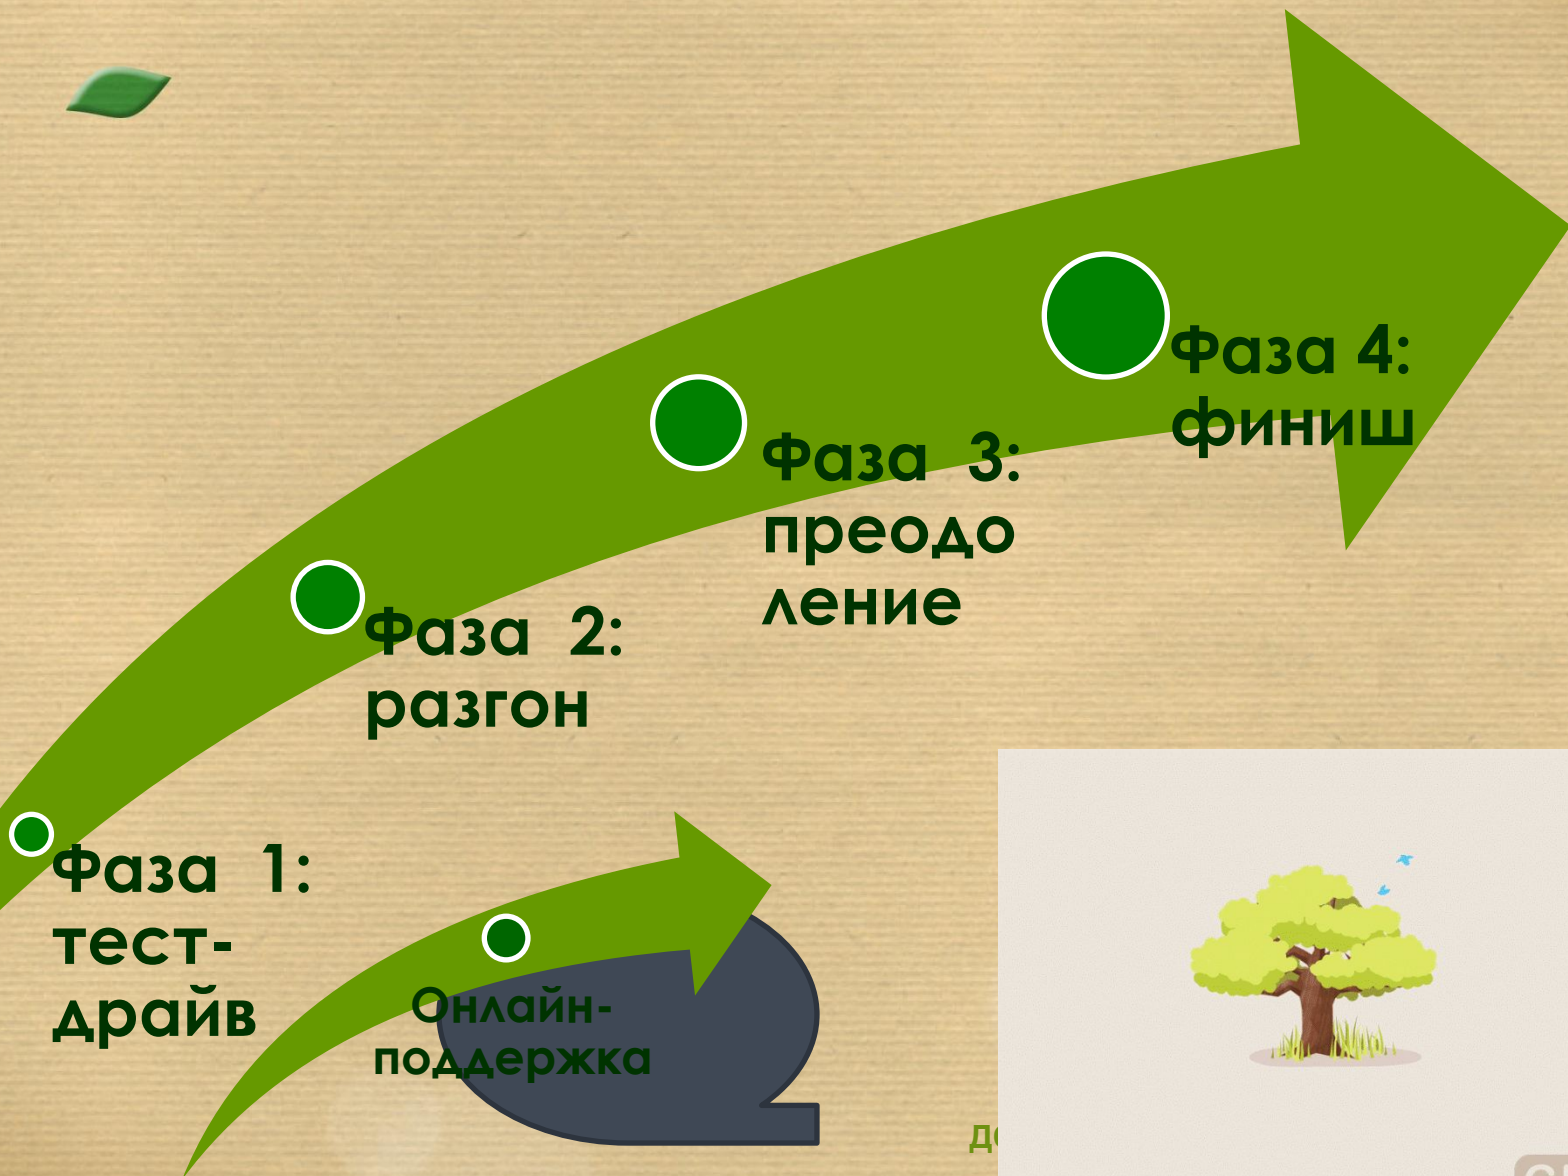 Фаза 4:
финиш
Фаза 3:
преодо
ление
Фаза 2:
разгон
Фаза 1:
тест-
драйв
Онлайн-
поддержка